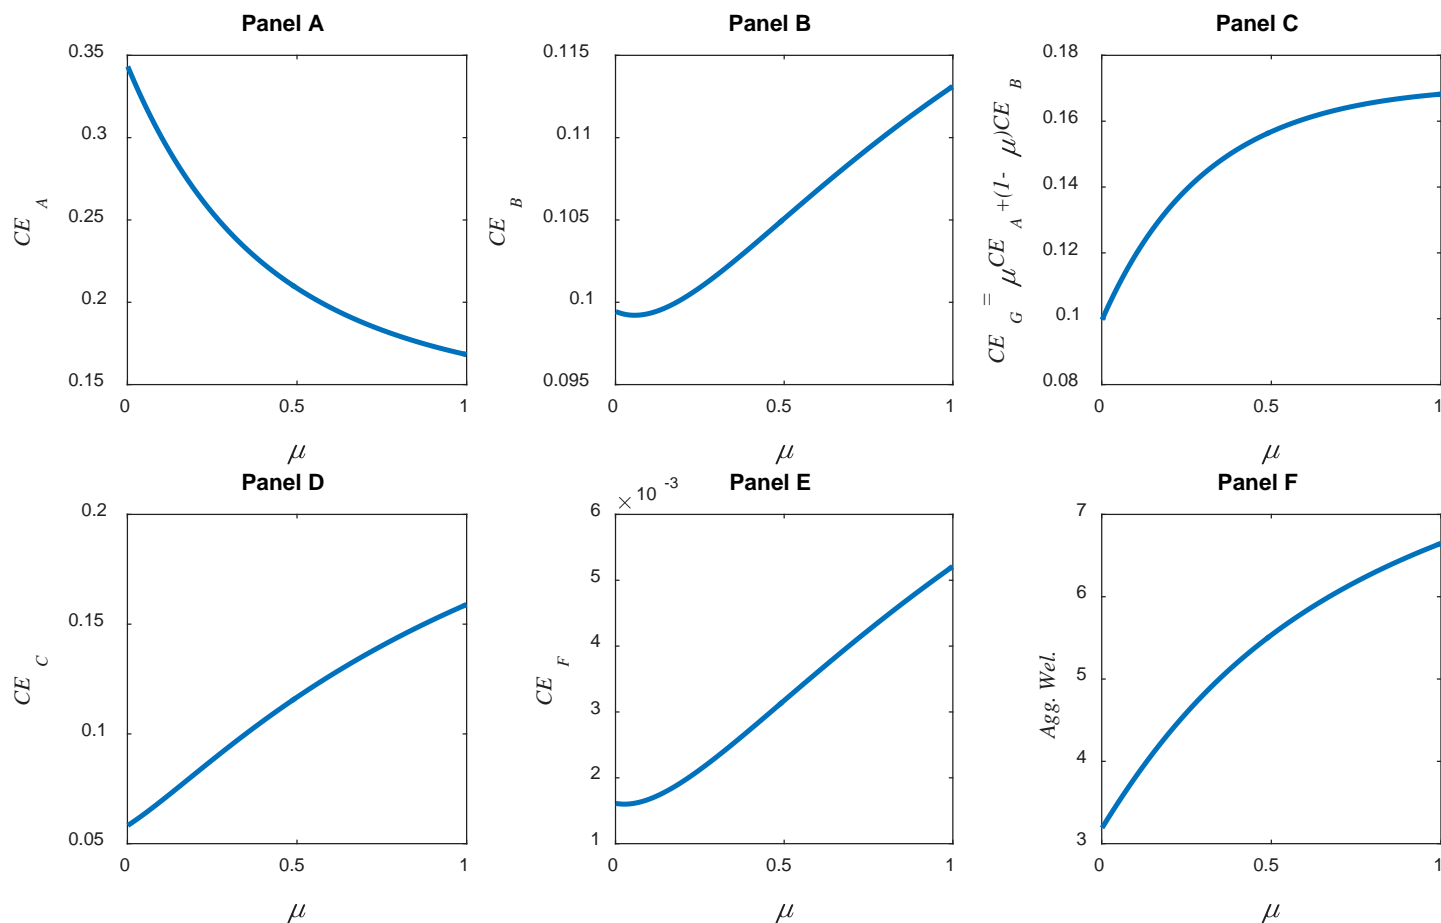 Panel A
0.35
0.3
0.25
0.2
0.15
CE A
0 0.5 1
μ
Panel B
0.115
0.11
0.105
0.1
0.095
CE B
0 0.5 1
μ
Panel C
0.18
0.16
0.14
0.12
0.1
0.08
CE G = μCE A +(1- μ)CE B
0 0.5 1
μ
Panel D
0.2
0.15
0.1
0.05
CE C
0 0.5 1
μ
Panel E
× 10 -3
6
5
4
3
2
1
CE F
0 0.5 1
μ
Panel F
7
6
5
4
3
Agg. Wel.
0 0.5 1
μ